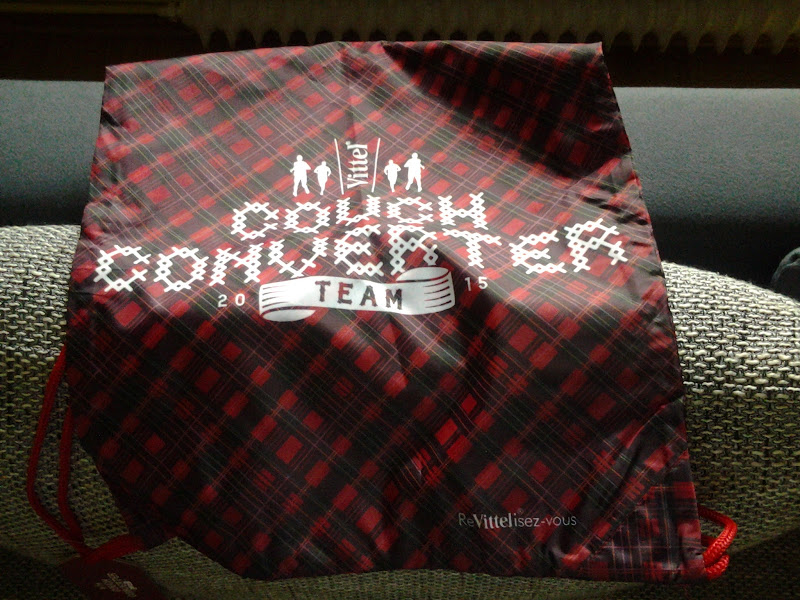 Vittel
COUCH
CONVERTER
20 TEAM 15
ReVittelisez-vous